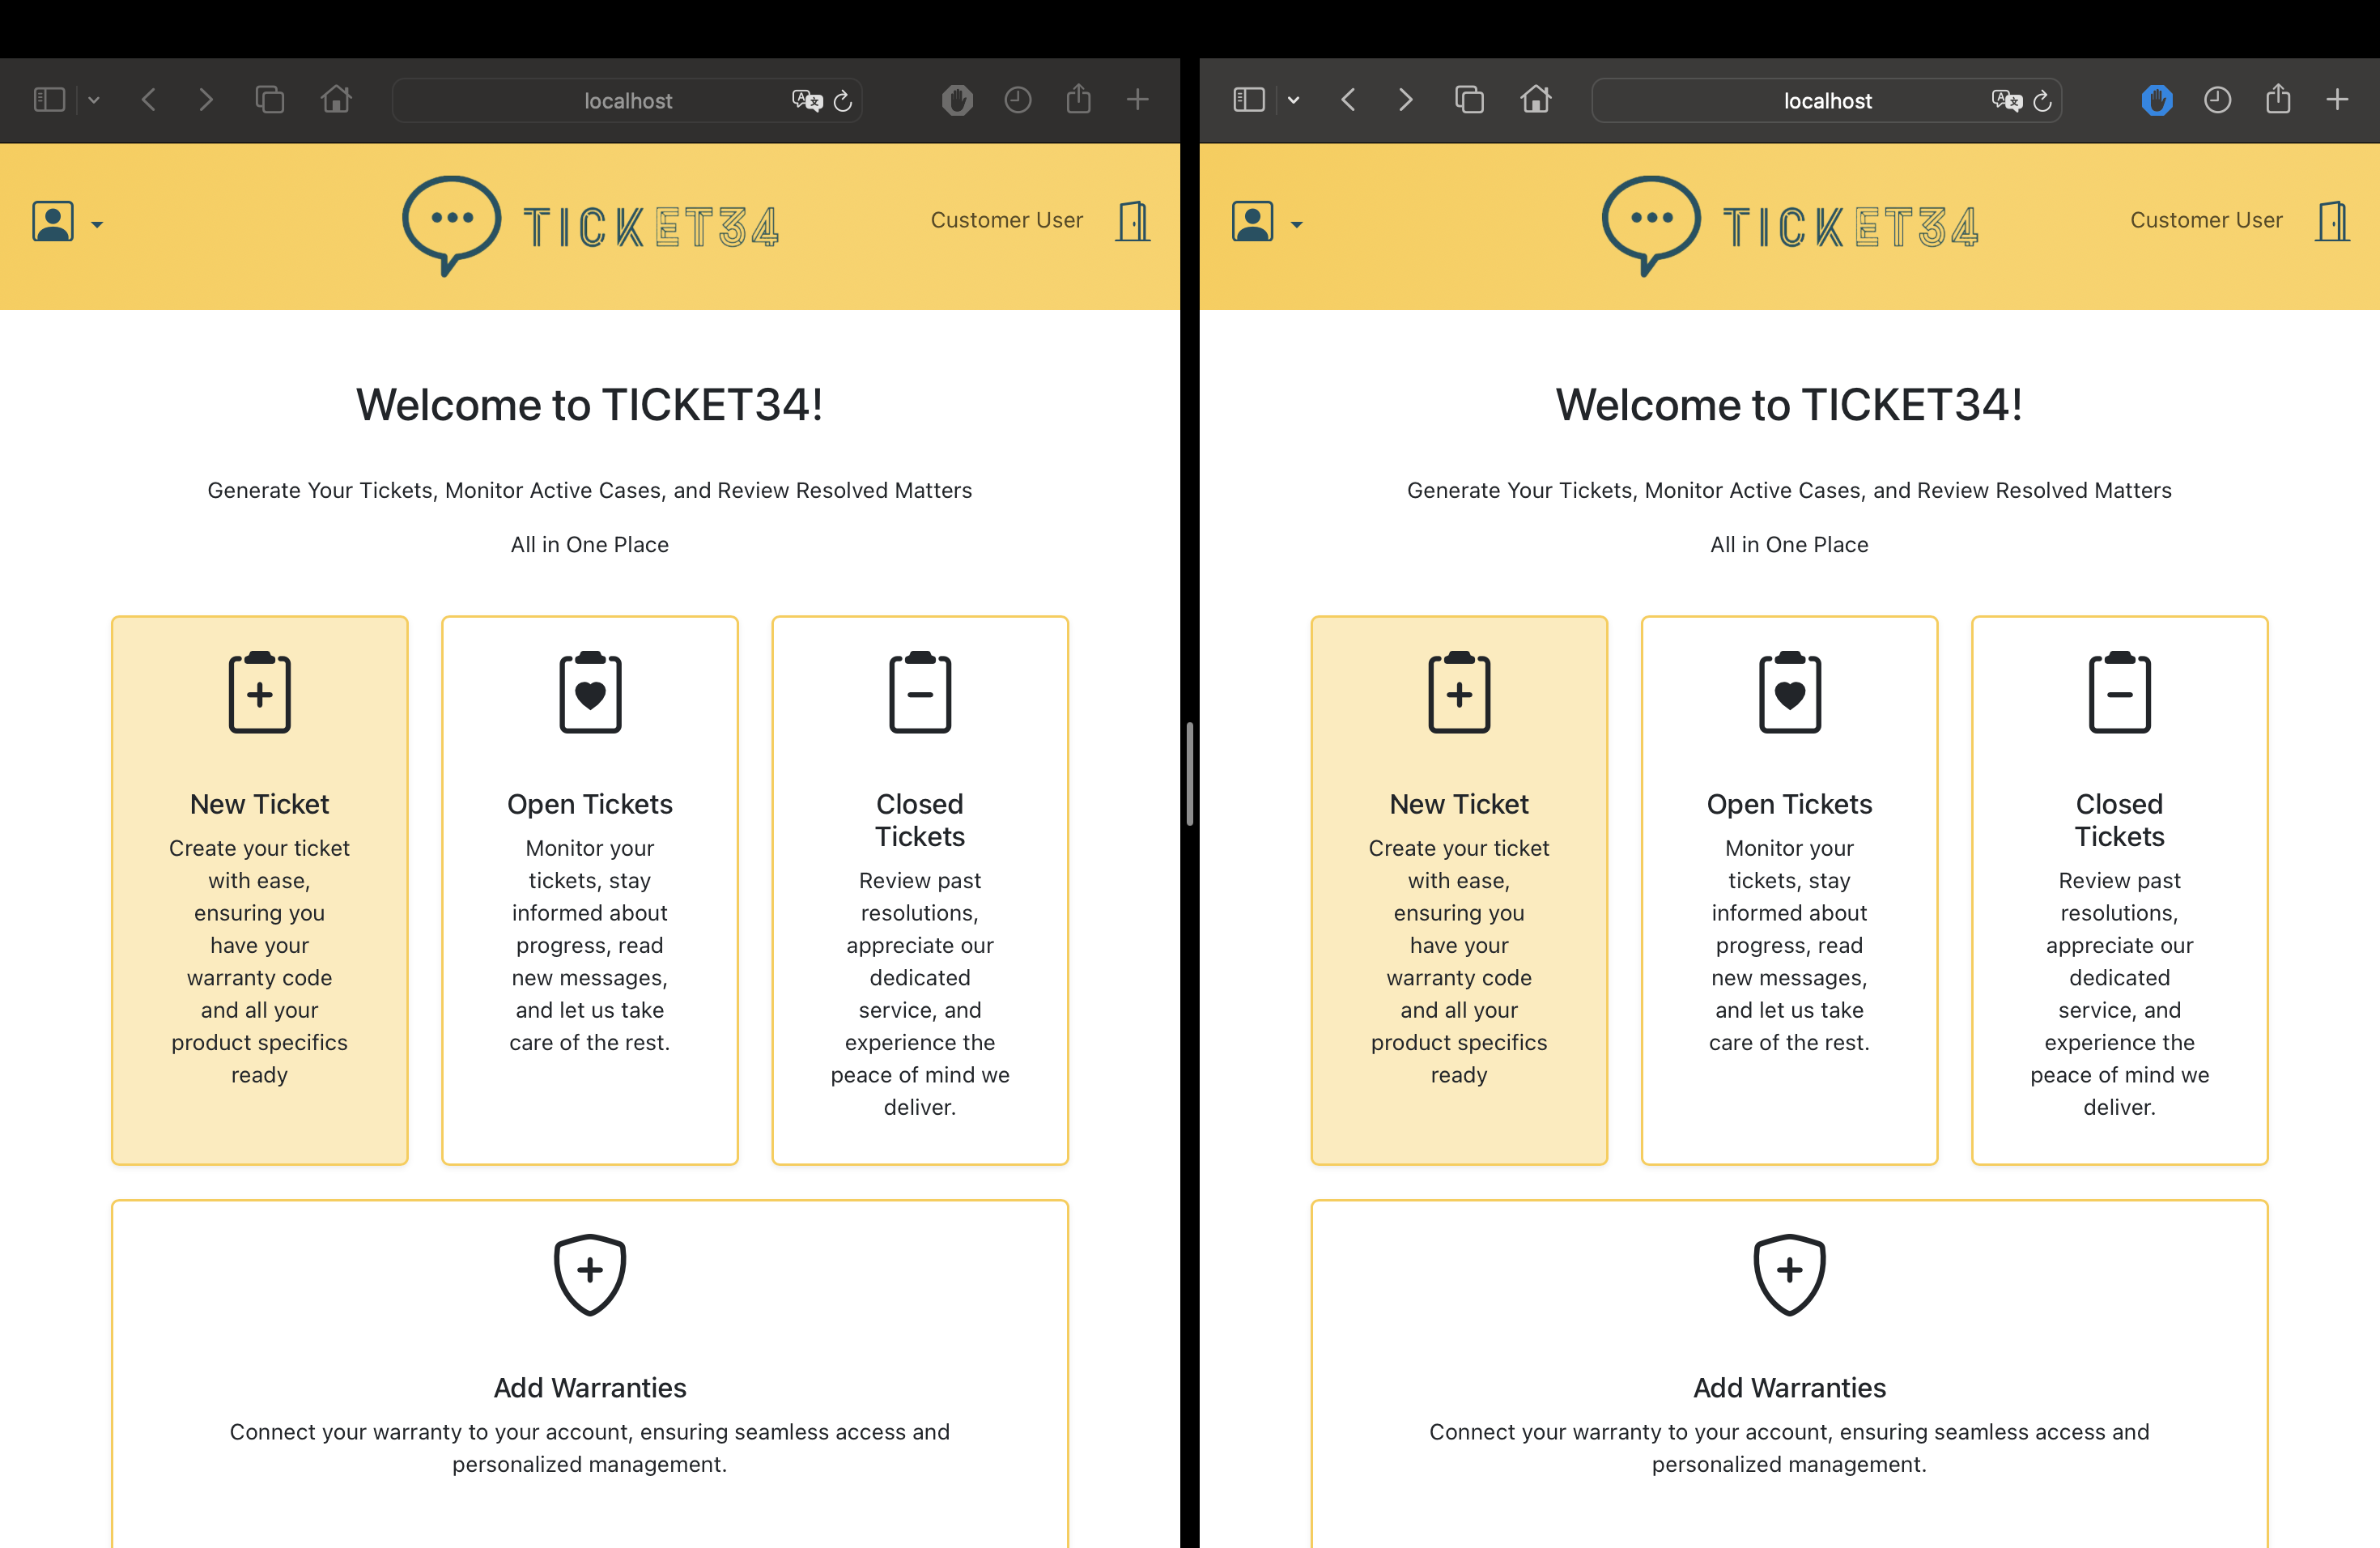 localhost
TICKET34
Customer User
Welcome to TICKET34!
Generate Your Tickets, Monitor Active Cases, and Review Resolved Matters
All in One Place
New Ticket
Create your ticket
with ease,
ensuring you
have your
warranty code
and all your
product specifics
ready
Open Tickets
Monitor your
tickets, stay
informed about
progress, read
new messages,
and let us take
care of the rest.
Closed
Tickets
Review past
resolutions,
appreciate our
dedicated
service, and
experience the
peace of mind we
deliver.
Add Warranties
Connect your warranty to your account, ensuring seamless access and
personalized management.
localhost
TICKET34
Customer User
Welcome to TICKET34!
Generate Your Tickets, Monitor Active Cases, and Review Resolved Matters
All in One Place
New Ticket
Create your ticket
with ease,
ensuring you
have your
warranty code
and all your
product specifics
ready
Open Tickets
Monitor your
tickets, stay
informed about
progress, read
new messages,
and let us take
care of the rest.
Closed
Tickets
Review past
resolutions,
appreciate our
dedicated
service, and
experience the
peace of mind we
deliver.
Add Warranties
Connect your warranty to your account, ensuring seamless access and
personalized management.